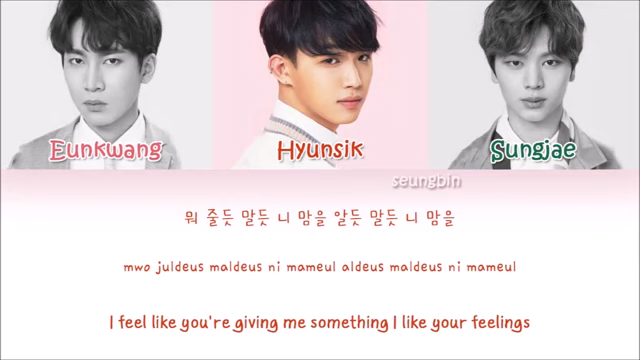 Eunkwang Hyunsik Sungjae
seungbin
뭐 줄듯 말듯 니 맘을 알듯 말듯 니 맘을
mwo juldeus maldeus ni mameul aldeus maldeus ni mameul
I feel like you're giving me something I like your feelings